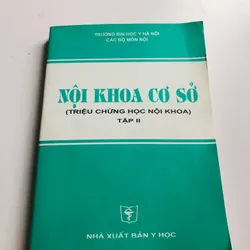 TRƯỜNG ĐẠI HỌC Y HÀ NỘI
CÁC BỘ MÔN NỘI
NỘI KHOA CƠ SỞ
(TRIỆU CHỨNG HỌC NỘI KHOA)
TẬP II
NHÀ XUẤT BẢN Y HỌC